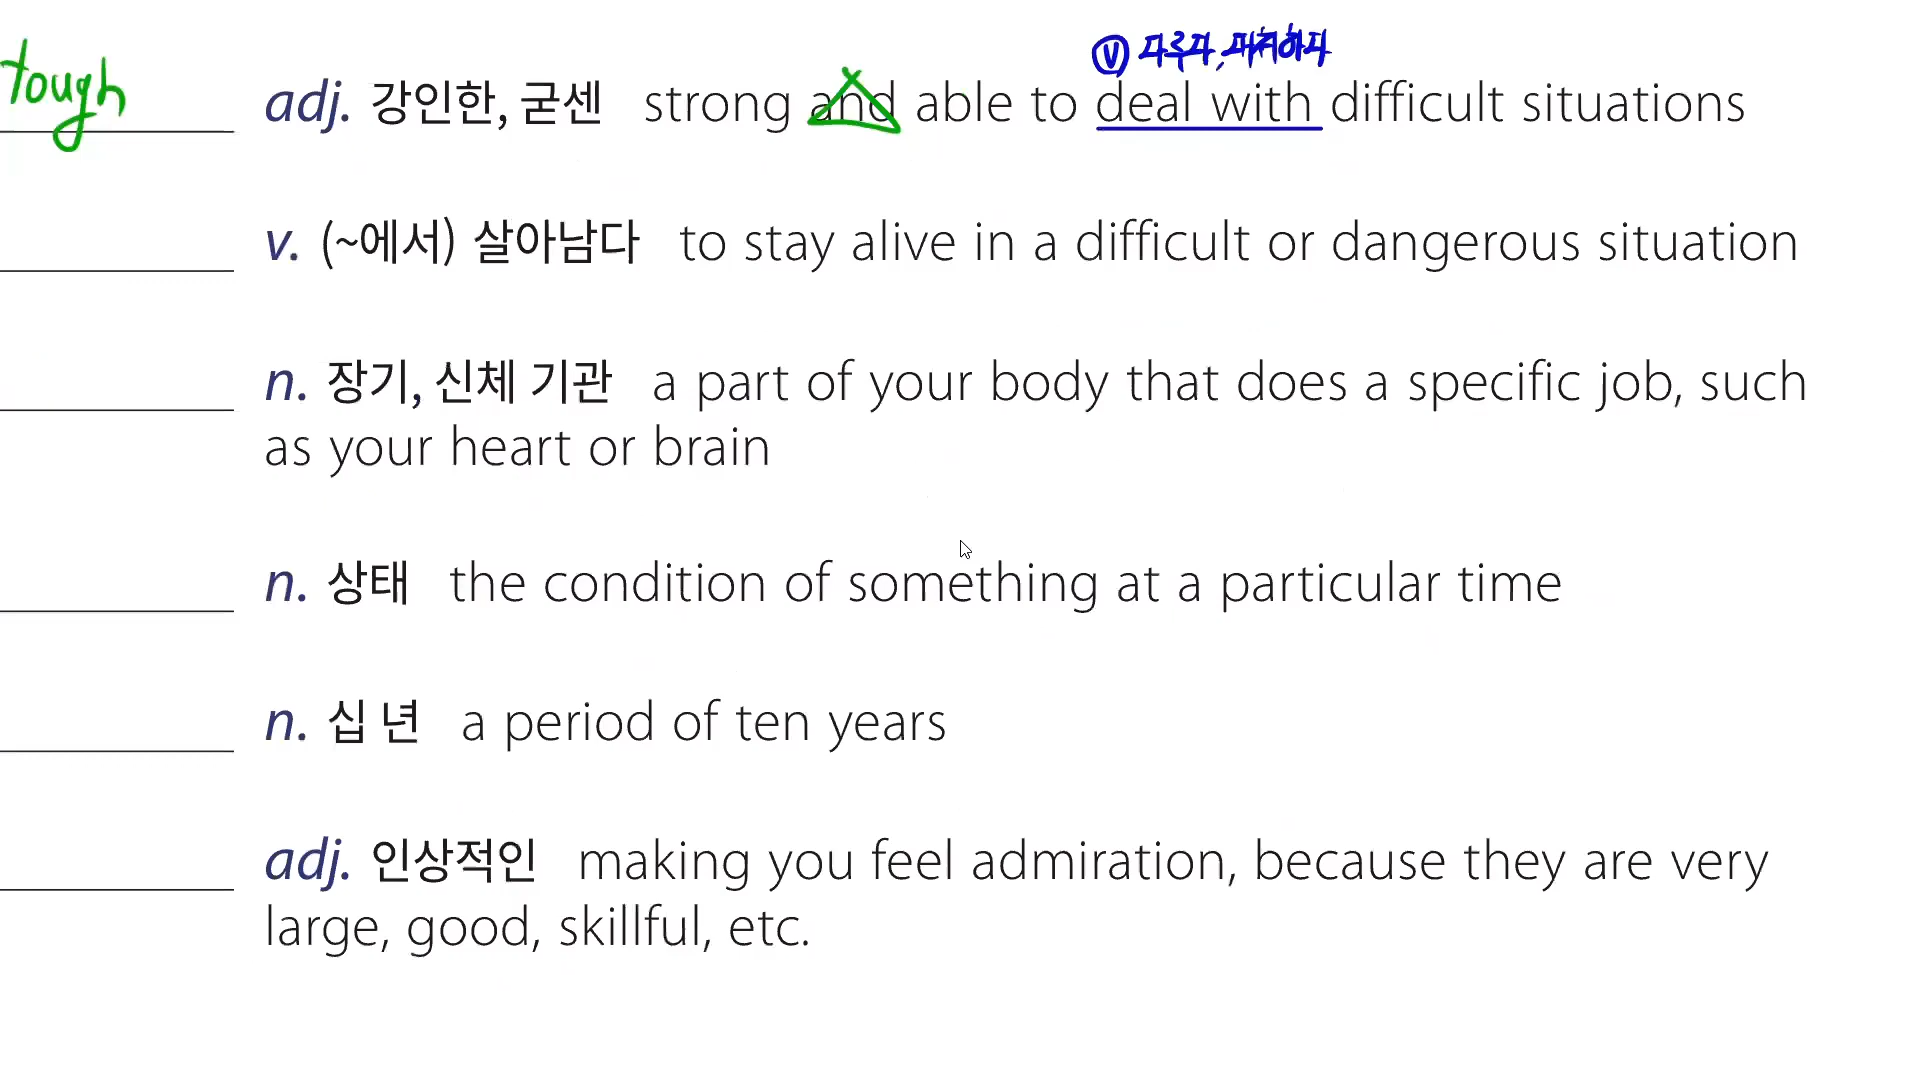 ⓥ 다루다, 대처하다
tough adj. 강인한, 굳센 strong and able to deal with difficult situations
v. (~에서) 살아남다 to stay alive in a difficult or dangerous situation
n. 장기, 신체 기관 a part of your body that does a specific job, such
as your heart or brain
n. 상태 the condition of something at a particular time
n. 십 년 a period of ten years
adj. 인상적인 making you feel admiration, because they are very
large, good, skillful, etc.